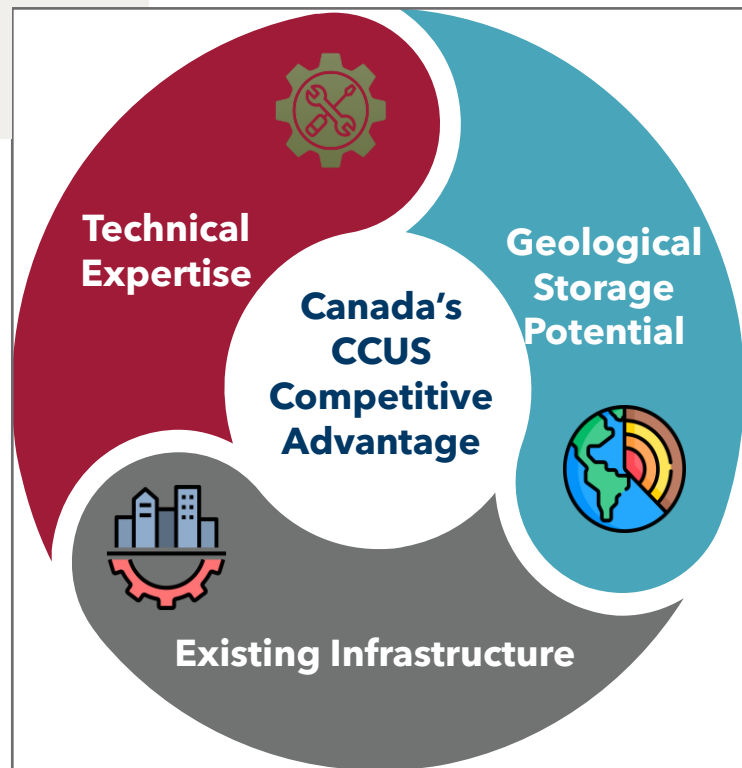 Technical
Expertise
Geological
Storage
Potential
Canada’s
CCUS
Competitive
Advantage
Existing Infrastructure